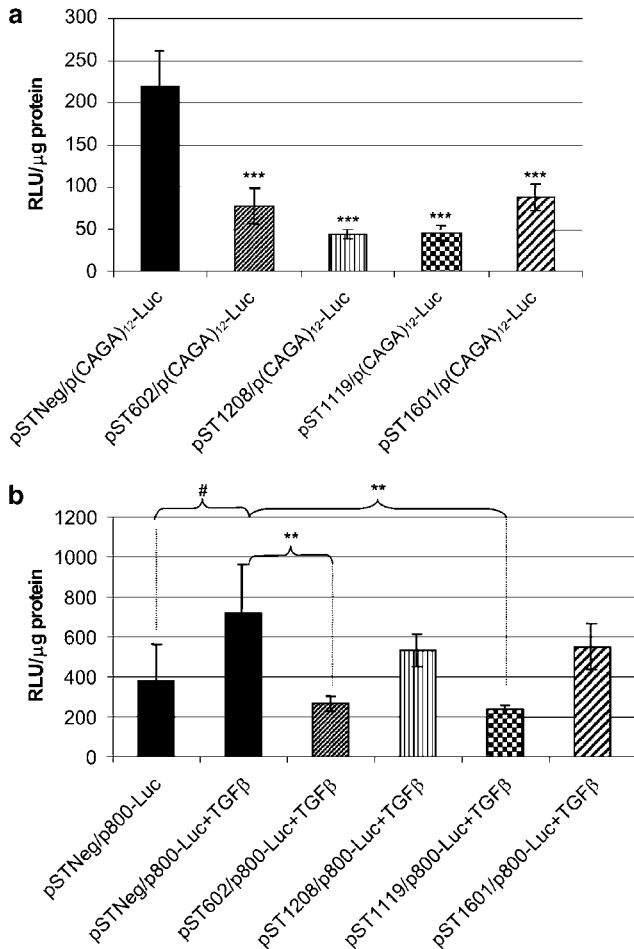 a
300
250
200
150
100
50
0
RLU/µg protein
***
***
***
***
pSTNeg/p(CAGA)₁₂-Luc
pST602/p(CAGA)₁₂-Luc
pST1208/p(CAGA)₁₂-Luc
pST1119/p(CAGA)₁₂-Luc
pST1601/p(CAGA)₁₂-Luc
b
#
**
**
1200
1000
800
600
400
200
0
RLU/µg protein
pSTNeg/p800-Luc
pSTNeg/p800-Luc+TGFβ
pST602/p800-Luc+TGFβ
pST1208/p800-Luc+TGFβ
pST1119/p800-Luc+TGFβ
pST1601/p800-Luc+TGFβ